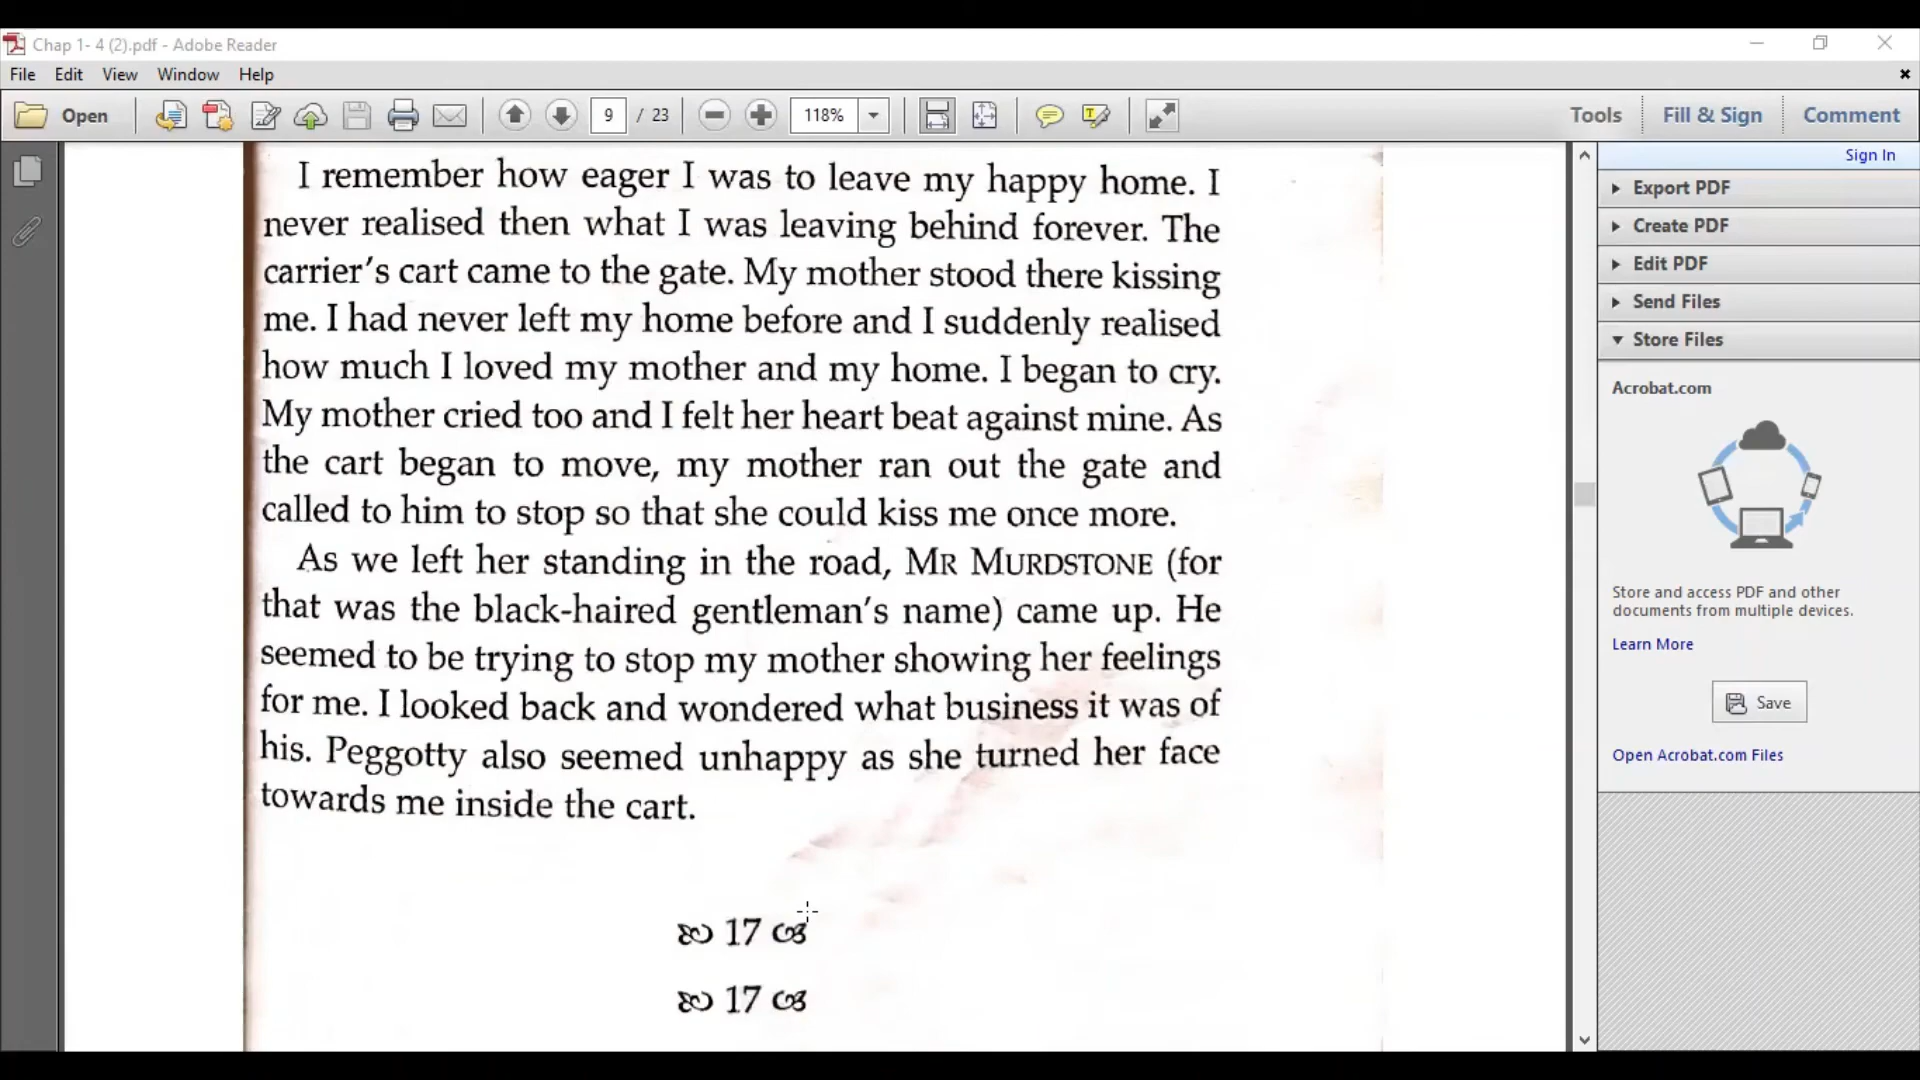 Chap 1- 4 (2).pdf - Adobe Reader
File Edit View Window Help
Open 9 / 23 118% Tools Fill & Sign Comment
Sign In
I remember how eager I was to leave my happy home. I
never realised then what I was leaving behind forever. The
carrier's cart came to the gate. My mother stood there kissing
me. I had never left my home before and I suddenly realised
how much I loved my mother and my home. I began to cry.
My mother cried too and I felt her heart beat against mine. As
the cart began to move, my mother ran out the gate and
called to him to stop so that she could kiss me once more.
As we left her standing in the road, MR MURDSTONE (for
that was the black-haired gentleman's name) came up. He
seemed to be trying to stop my mother showing her feelings
for me. I looked back and wondered what business it was of
his. Peggotty also seemed unhappy as she turned her face
towards me inside the cart.
17
17
Export PDF
Create PDF
Edit PDF
Send Files
Store Files
Acrobat.com
Store and access PDF and other
documents from multiple devices.
Learn More
Save
Open Acrobat.com Files